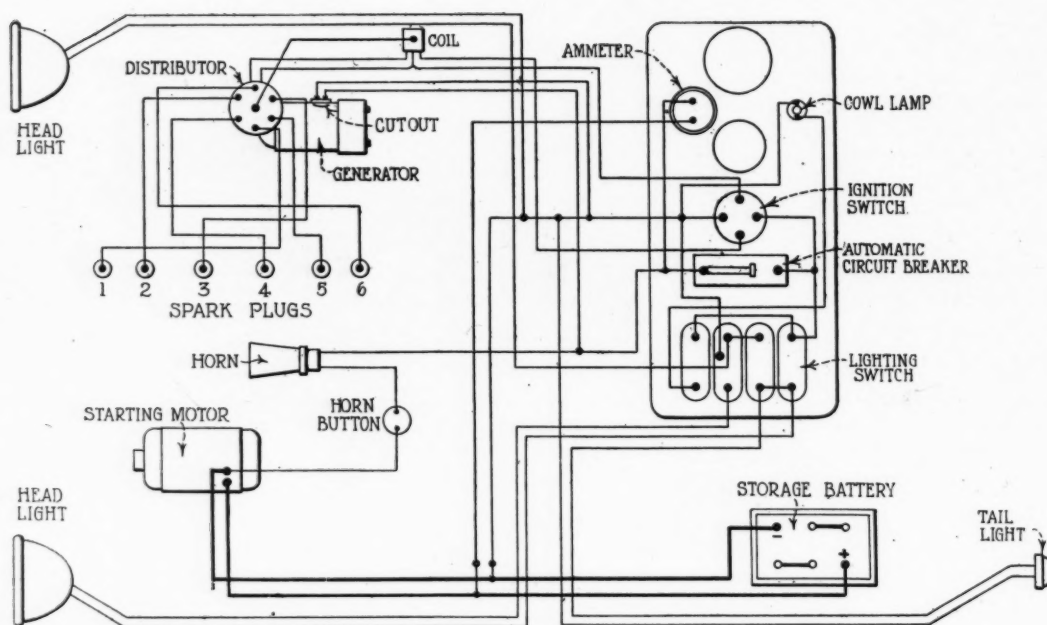 COIL
AMMETER
DISTRIBUTOR
COWL LAMP
CUTOUT
HEAD
LIGHT
GENERATOR
IGNITION
SWITCH.
AUTOMATIC
CIRCUIT BREAKER
1 2 3 4 5 6
SPARK PLUGS
HORN
LIGHTING
SWITCH
HORN
BUTTON
STARTING MOTOR
HEAD
LIGHT
STORAGE BATTERY
- +
TAIL
LIGHT